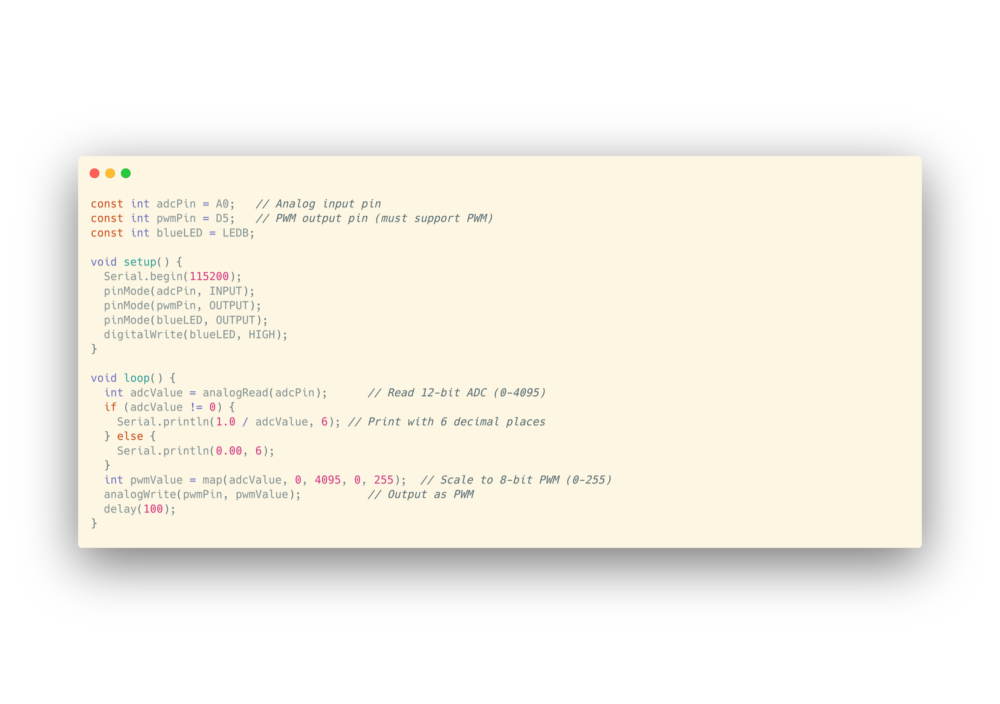 const int adcPin = A0;   // Analog input pin
const int pwmPin = D5;   // PWM output pin (must support PWM)
const int blueLED = LEDB;

void setup() {
  Serial.begin(115200);
  pinMode(adcPin, INPUT);
  pinMode(pwmPin, OUTPUT);
  pinMode(blueLED, OUTPUT);
  digitalWrite(blueLED, HIGH);
}

void loop() {
  int adcValue = analogRead(adcPin);      // Read 12-bit ADC (0-4095)
  if (adcValue != 0) {
    Serial.println(1.0 / adcValue, 6); // Print with 6 decimal places
  } else {
    Serial.println(0.00, 6);
  }
  int pwmValue = map(adcValue, 0, 4095, 0, 255);  // Scale to 8-bit PWM (0-255)
  analogWrite(pwmPin, pwmValue);          // Output as PWM
  delay(100);
}